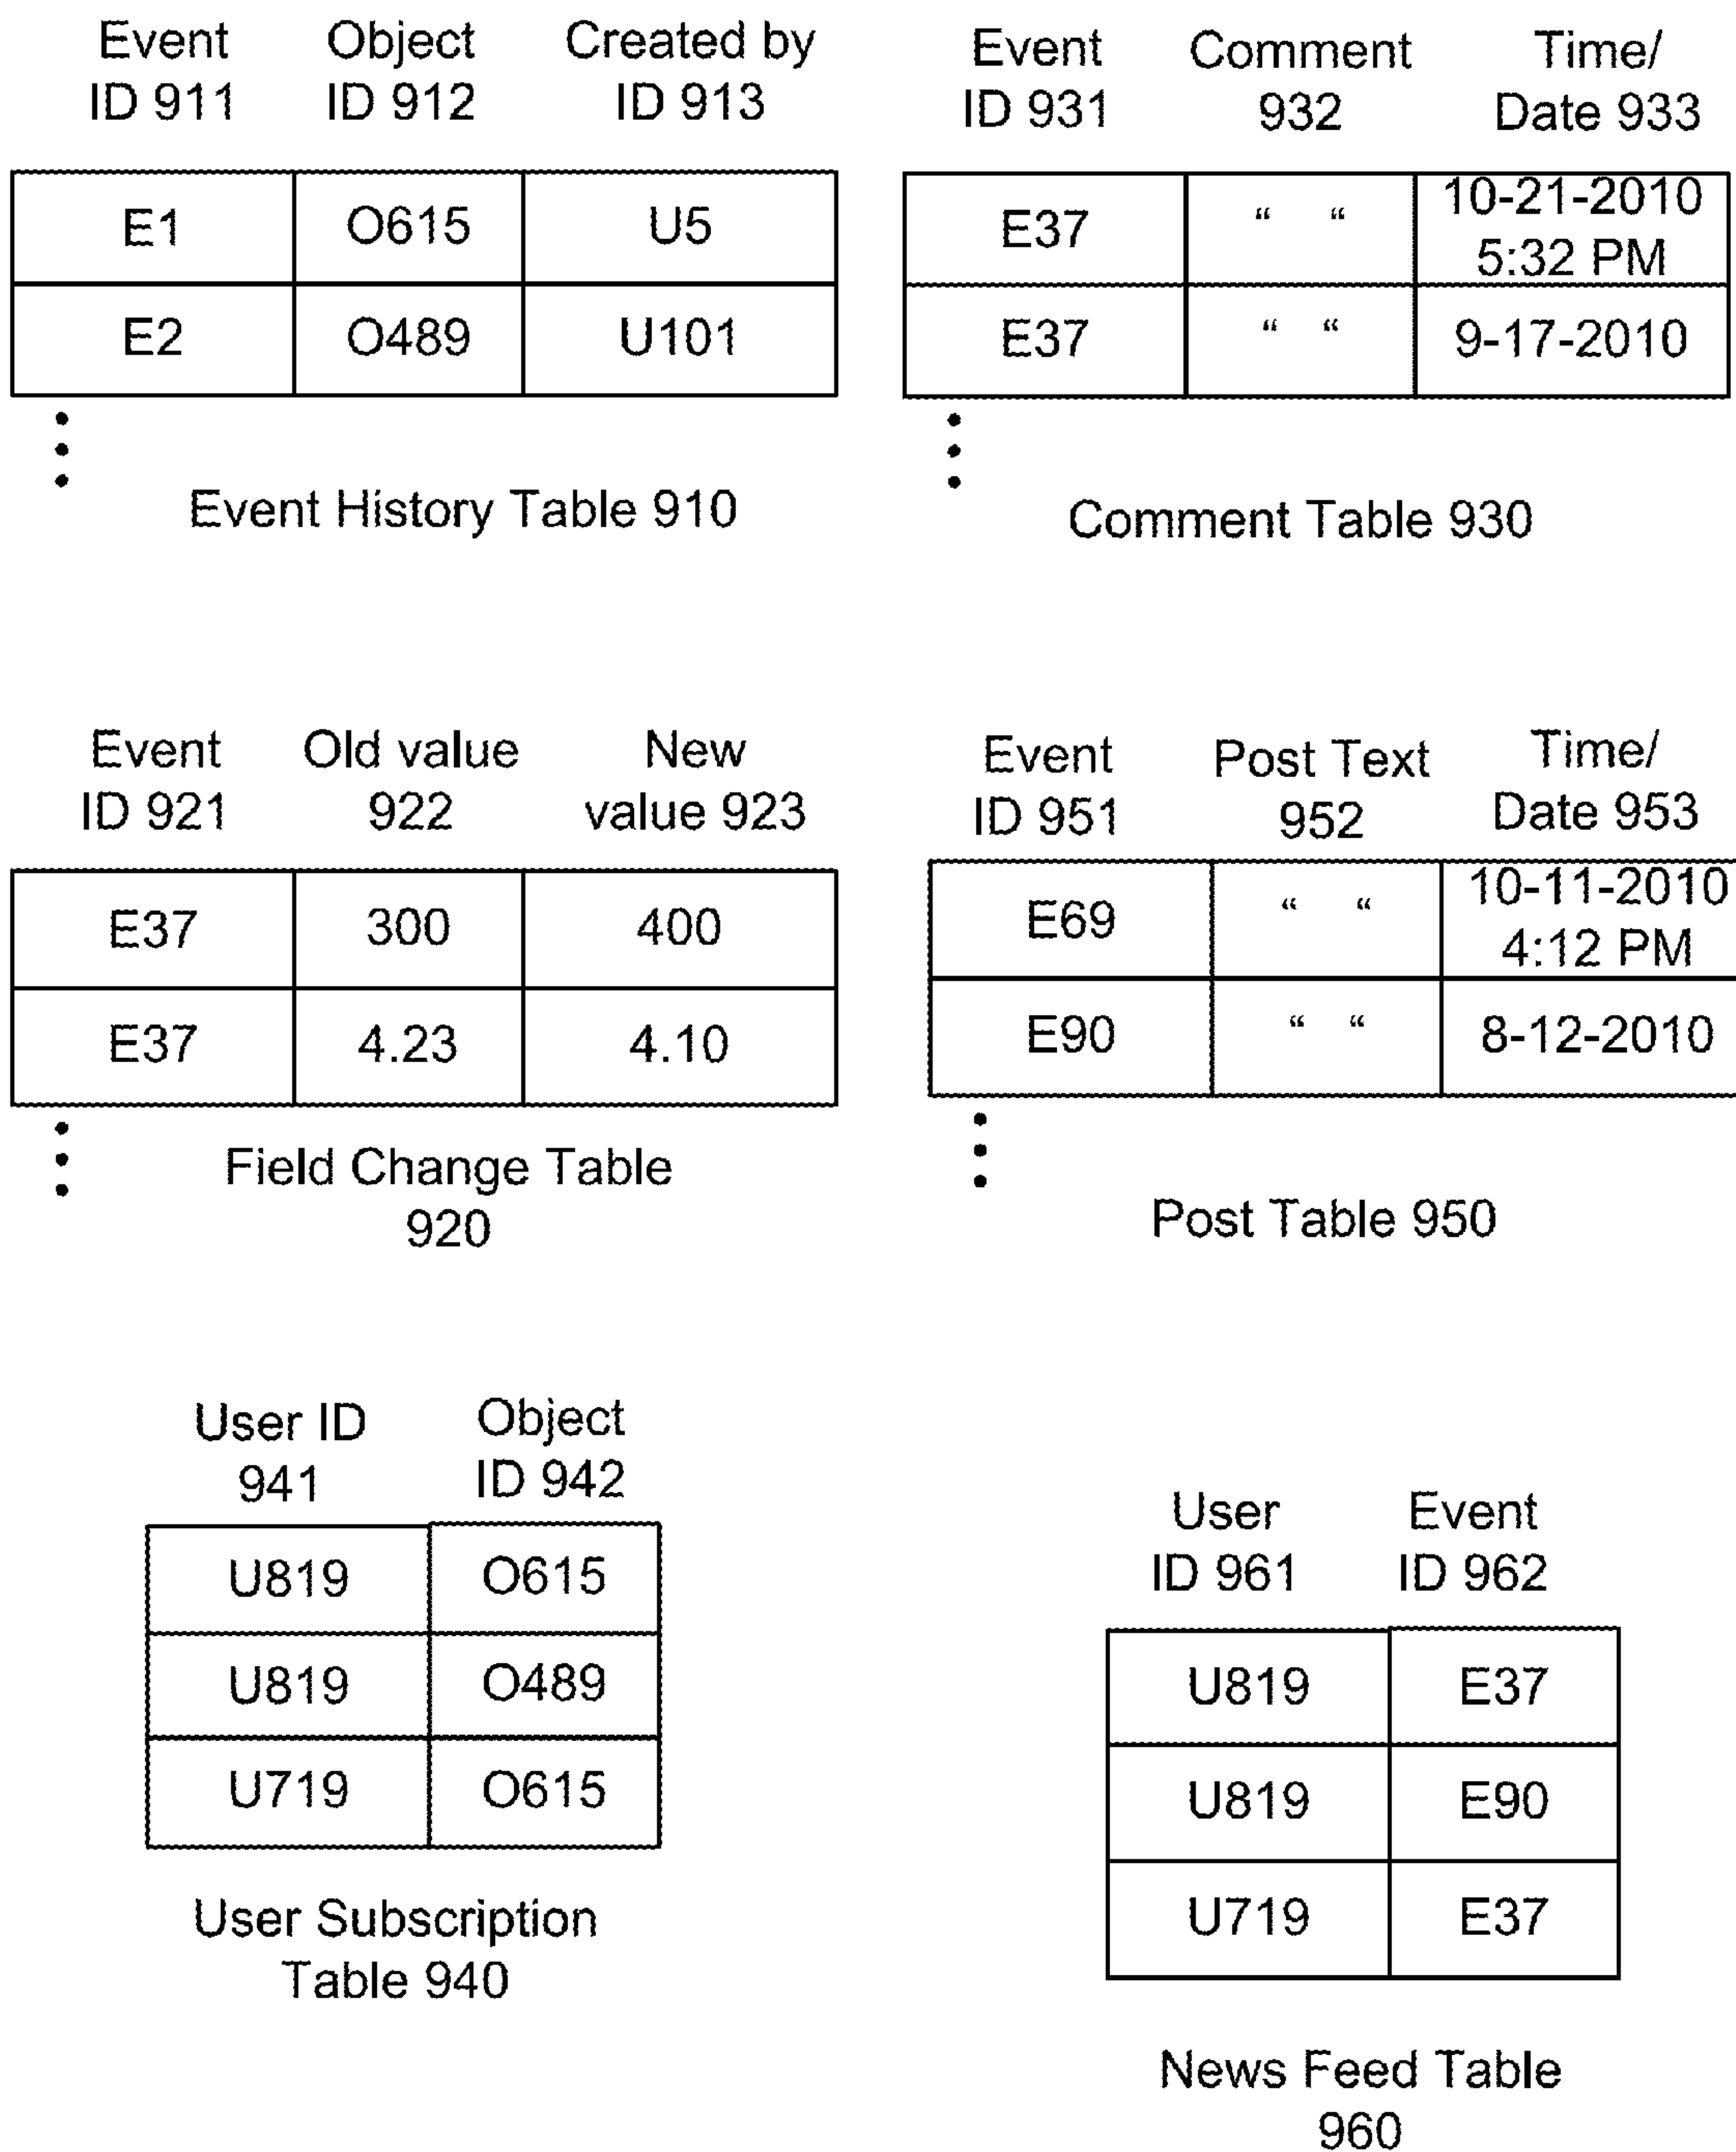 Event Object Created by
ID 911 ID 912 ID 913
E1 O615 U5
E2 O489 U101
Event History Table 910
Event Comment Time/
ID 931 932 Date 933
E37 “ “ 10-21-2010
5:32 PM
E37 “ “ 9-17-2010
Comment Table 930
Event Old value New
ID 921 922 value 923
E37 300 400
E37 4.23 4.10
Field Change Table
920
Event Post Text Time/
ID 951 952 Date 953
E69 “ “ 10-11-2010
4:12 PM
E90 “ “ 8-12-2010
Post Table 950
User ID Object
941 ID 942
U819 O615
U819 O489
U719 O615
User Subscription
Table 940
User Event
ID 961 ID 962
U819 E37
U819 E90
U719 E37
News Feed Table
960